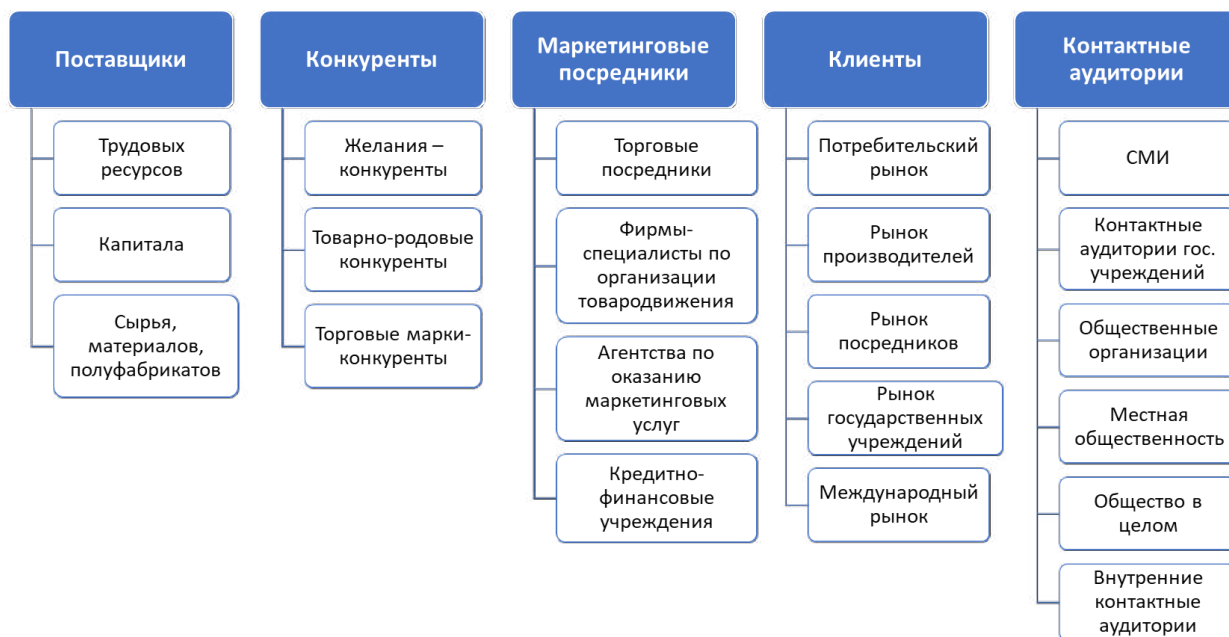 Поставщики
Трудовых
ресурсов
Капитала
Сырья,
материалов,
полуфабрикатов
Конкуренты
Желания –
конкуренты
Товарно-родовые
конкуренты
Торговые марки-
конкуренты
Маркетинговые
посредники
Торговые
посредники
Фирмы-
специалисты по
организации
товародвижения
Агентства по
оказанию
маркетинговых
услуг
Кредитно-
финансовые
учреждения
Клиенты
Потребительский
рынок
Рынок
производителей
Рынок
посредников
Рынок
государственных
учреждений
Международный
рынок
Контактные
аудитории
СМИ
Контактные
аудитории гос.
учреждений
Общественные
организации
Местная
общественность
Общество в
целом
Внутренние
контактные
аудитории